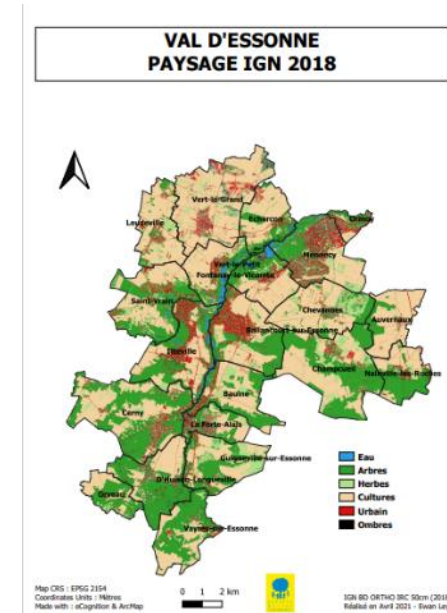 VAL D'ESSONNE
PAYSAGE IGN 2018
Vert-le-Grand
Leudeville
Echarcon
Ormoy
Mennecy
Vert-le-Petit
Fontenay-le-Vicomte
Saint-Vrain
Chevannes
Auvernaux
Ballancourt-sur-Essonne
Itteville
Champcueil
Nainville-les-Roches
Baulne
Cerny
La Ferté-Alais
Guigneville-sur-Essonne
D'Huison-Longueville
Orveau
Vayres-sur-Essonne
Eau
Arbres
Herbes
Cultures
Urbain
Ombres
0 1 2 km
Map CRS : EPSG 2154
Coordinates Units : Mètres
Made with : eCognition & ArcMap
IGN BD ORTHO IRC 50cm (2018
Réalisé en Avril 2021 - Ewan